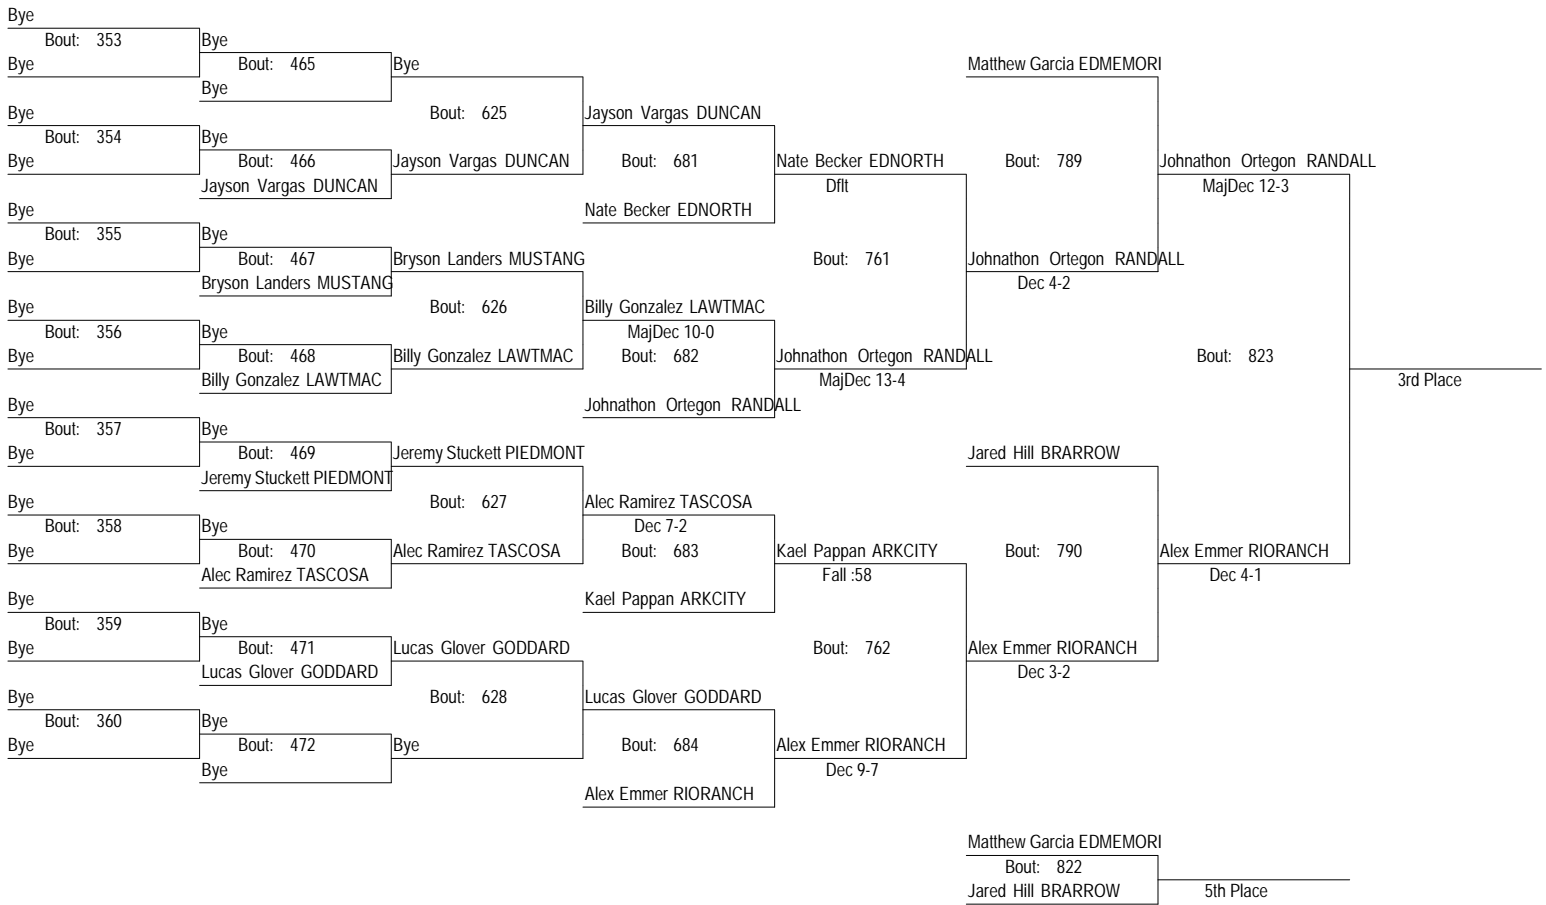 Bye
Bout: 353
Bye
Bye
Bout: 465
Bye
Matthew Garcia EDMEMORI
Bye
Bye
Bout: 625
Jayson Vargas DUNCAN
Bout: 354
Bye
Bye
Bout: 466
Jayson Vargas DUNCAN
Bout: 681
Nate Becker EDNORTH
Bout: 789
Johnathon Ortegon RANDALL
Jayson Vargas DUNCAN
Dflt
MajDec 12-3
Bye
Nate Becker EDNORTH
Bout: 355
Bye
Bye
Bout: 467
Bryson Landers MUSTANG
Bout: 761
Johnathon Ortegon RANDALL
Bryson Landers MUSTANG
Dec 4-2
Bye
Bout: 626
Billy Gonzalez LAWTMAC
Bout: 356
Bye
MajDec 10-0
Bye
Bout: 468
Billy Gonzalez LAWTMAC
Bout: 682
Johnathon Ortegon RANDALL
Bout: 823
Billy Gonzalez LAWTMAC
MajDec 13-4
3rd Place
Bye
Johnathon Ortegon RANDALL
Bout: 357
Bye
Bye
Bout: 469
Jeremy Stuckett PIEDMONT
Jared Hill BRARROW
Jeremy Stuckett PIEDMONT
Bye
Bout: 627
Alec Ramirez TASCOSA
Bout: 358
Bye
Dec 7-2
Bye
Bout: 470
Alec Ramirez TASCOSA
Bout: 683
Kael Pappan ARKCITY
Bout: 790
Alex Emmer RIORANCH
Alec Ramirez TASCOSA
Fall :58
Dec 4-1
Bye
Kael Pappan ARKCITY
Bout: 359
Bye
Bye
Bout: 471
Lucas Glover GODDARD
Bout: 762
Alex Emmer RIORANCH
Lucas Glover GODDARD
Dec 3-2
Bye
Bout: 628
Lucas Glover GODDARD
Bout: 360
Bye
Bye
Bout: 472
Bye
Bout: 684
Alex Emmer RIORANCH
Bye
Dec 9-7
Alex Emmer RIORANCH
Matthew Garcia EDMEMORI
Bout: 822
Jared Hill BRARROW
5th Place